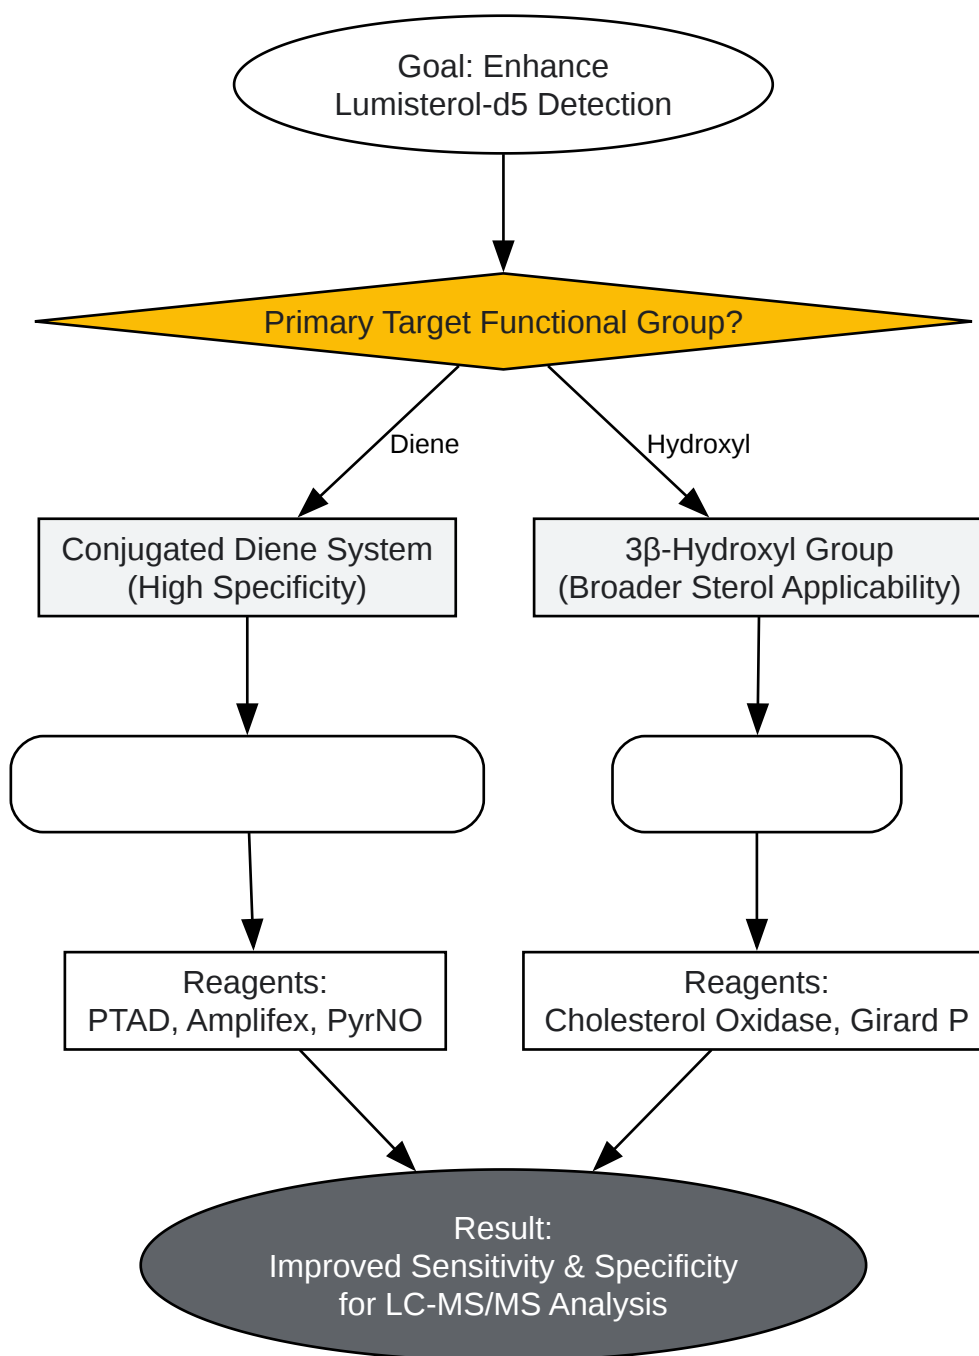 Goal: Enhance
Lumisterol-d5 Detection
Primary Target Functional Group?
Diene
Hydroxyl
Conjugated Diene System
(High Specificity)
3β-Hydroxyl Group
(Broader Sterol Applicability)
Reagents:
PTAD, Amplifex, PyrNO
Reagents:
Cholesterol Oxidase, Girard P
Result:
Improved Sensitivity & Specificity
for LC-MS/MS Analysis